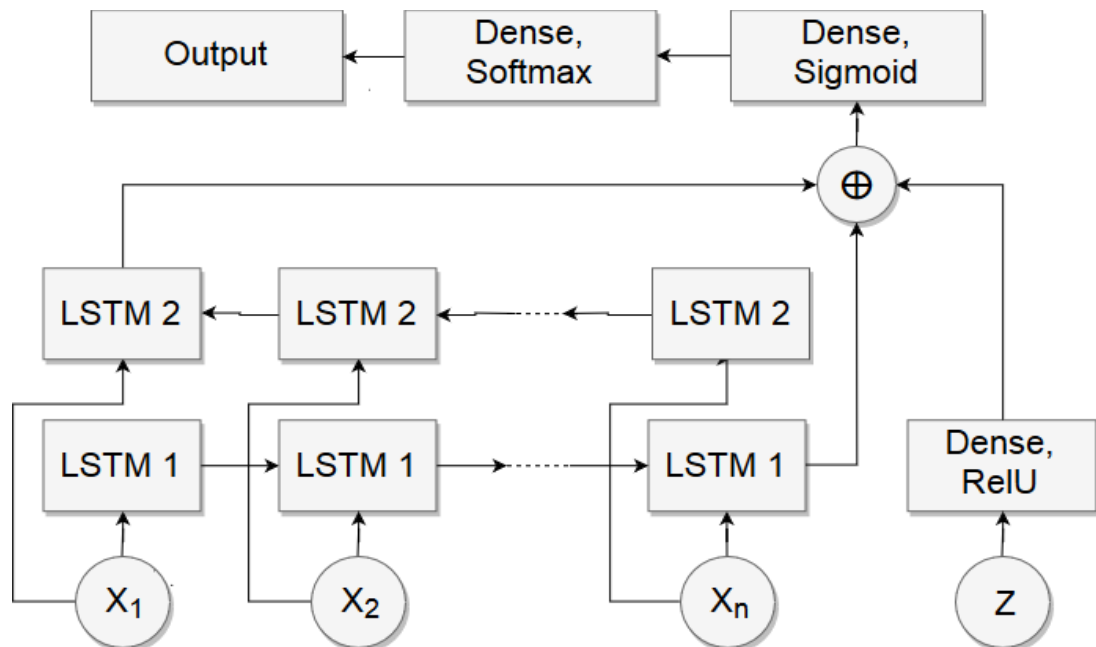 Output
Dense,
Softmax
Dense,
Sigmoid
⊕
LSTM 2
LSTM 2
LSTM 2
LSTM 1
LSTM 1
LSTM 1
Dense,
RelU
X₁
X₂
Xₙ
Z